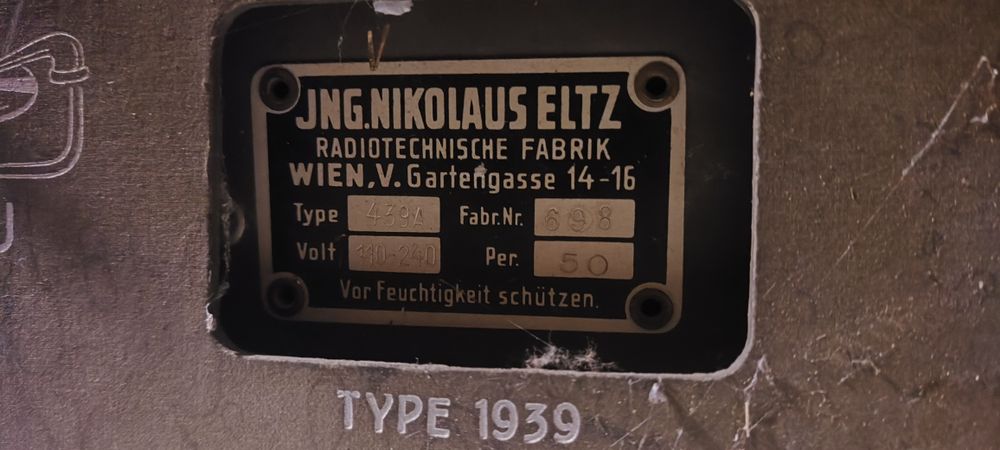 JNG.NIKOLAUS ELTZ
RADIOTECHNISCHE FABRIK
WIEN, V. Gartengasse 14-16
Type 439A Fabr.Nr. 698
Volt 110-240 Per. 50
Vor Feuchtigkeit schützen.
TYPE 1939